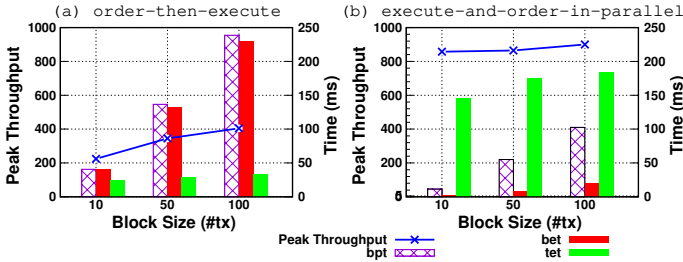 (a) order-then-execute
(b) execute-and-order-in-parallel
Peak Throughput
1000
800
600
400
200
0
250
200
150
100
50
0
Time (ms)
10
50
100
Block Size (#tx)
Peak Throughput
1000
800
600
400
200
0
250
200
150
100
50
0
Time (ms)
10
50
100
Block Size (#tx)
Peak Throughput
bpt
bet
tet